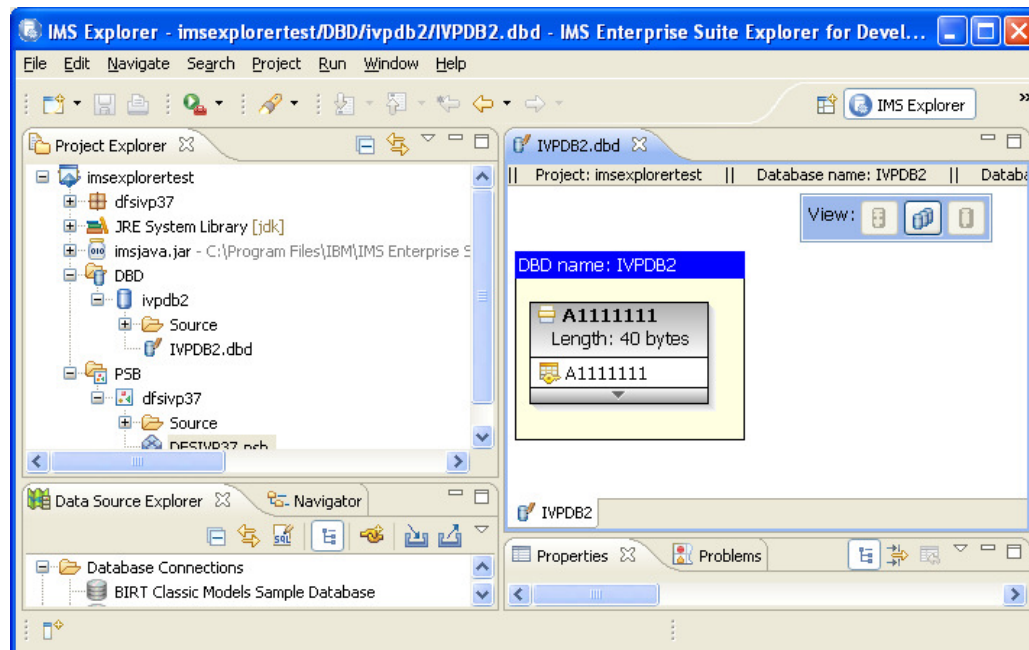 IMS Explorer - imsexplorertest/DBD/ivpdb2/IVPDB2.dbd - IMS Enterprise Suite Explorer for Devel...
File Edit Navigate Search Project Run Window Help
IMS Explorer
Project Explorer
imsexplorertest
dfsivp37
JRE System Library [jdk]
imsjava.jar - C:\Program Files\IBM\IMS Enterprise S
DBD
ivpdb2
Source
IVPDB2.dbd
PSB
dfsivp37
Source
DFSIVP37.psb
Data Source Explorer Navigator
SQL
Database Connections
BIRT Classic Models Sample Database
IVPDB2.dbd
|| Project: imsexplorertest || Database name: IVPDB2 || Databa
View:
DBD name: IVPDB2
A1111111
Length: 40 bytes
A1111111
IVPDB2
Properties Problems